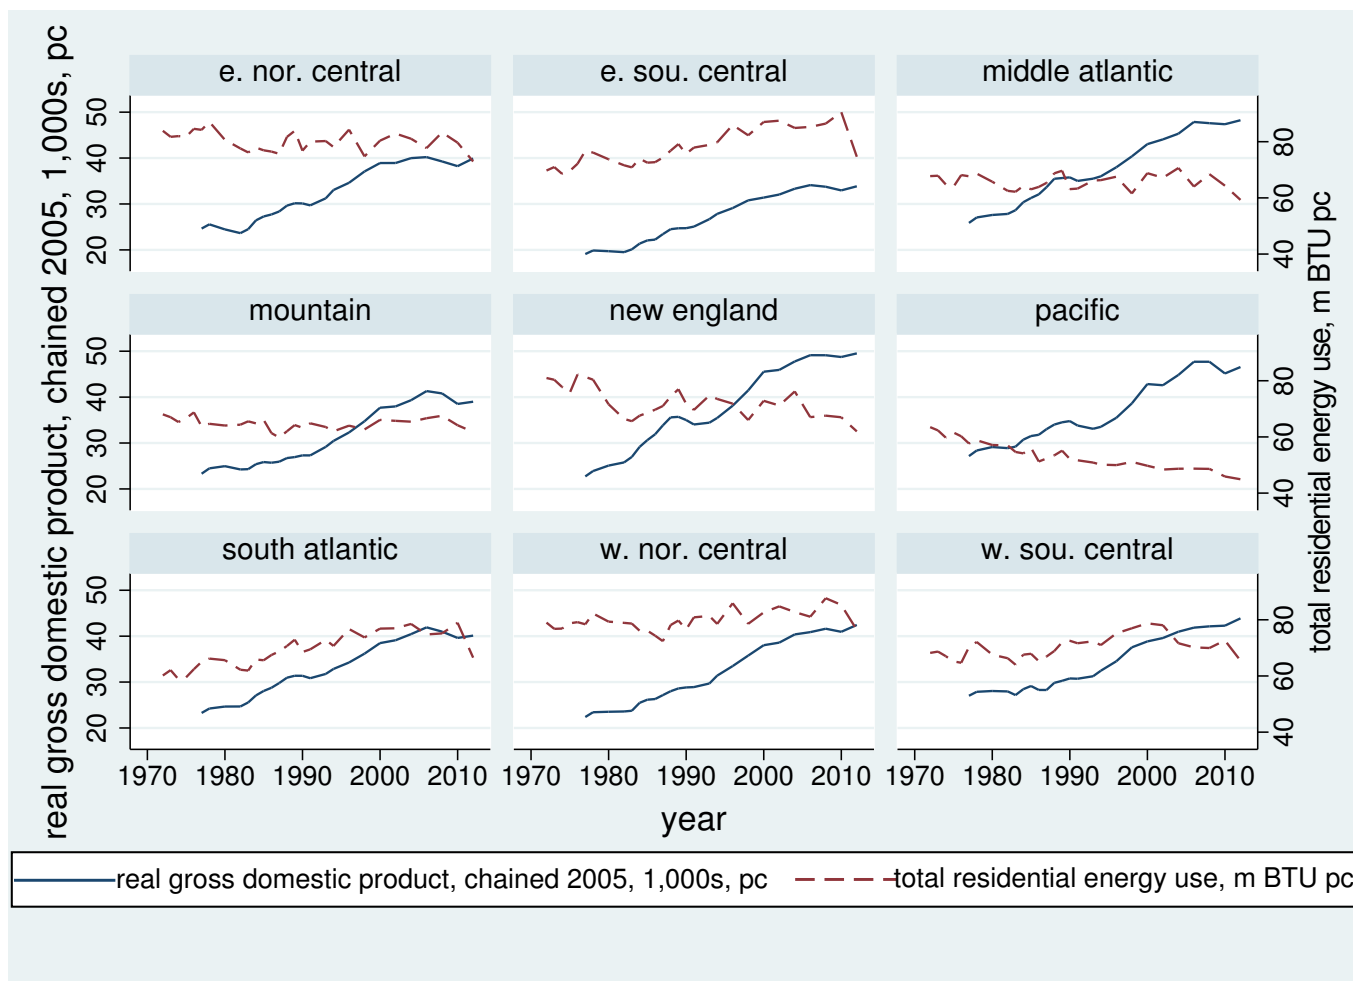 real gross domestic product, chained 2005, 1,000s, pc
e. nor. central
e. sou. central
middle atlantic
50
40
30
20
80
60
40
mountain
new england
pacific
50
40
30
20
80
60
40
south atlantic
w. nor. central
w. sou. central
50
40
30
20
80
60
40
total residential energy use, m BTU pc
1970 1980 1990 2000 2010 1970 1980 1990 2000 2010 1970 1980 1990 2000 2010
year
real gross domestic product, chained 2005, 1,000s, pc
total residential energy use, m BTU pc